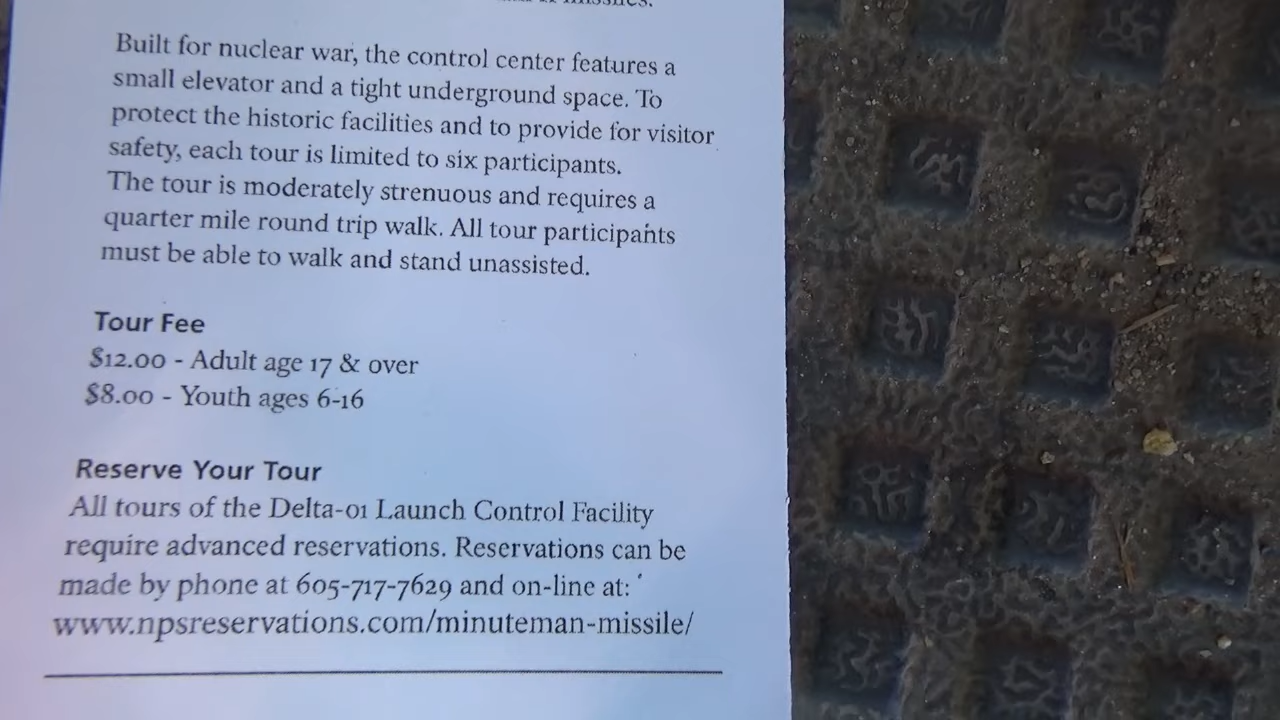 missiles.
Built for nuclear war, the control center features a
small elevator and a tight underground space. To
protect the historic facilities and to provide for visitor
safety, each tour is limited to six participants.
The tour is moderately strenuous and requires a
quarter mile round trip walk. All tour participants
must be able to walk and stand unassisted.
Tour Fee
$12.00 - Adult age 17 & over
$8.00 - Youth ages 6-16
Reserve Your Tour
All tours of the Delta-01 Launch Control Facility
require advanced reservations. Reservations can be
made by phone at 605-717-7629 and on-line at:
www.npsreservations.com/minuteman-missile/